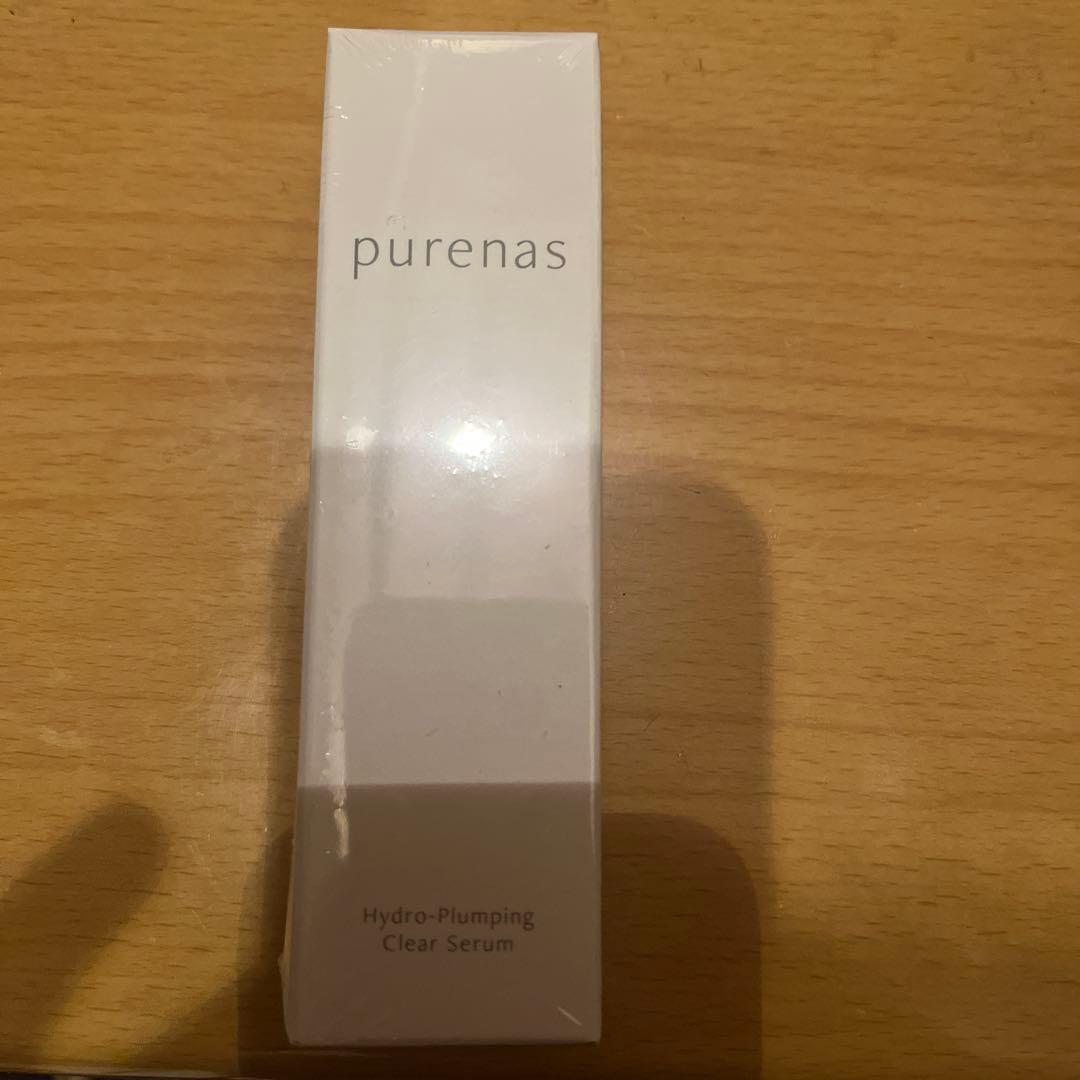 purenas
Hydro-Plumping
Clear Serum